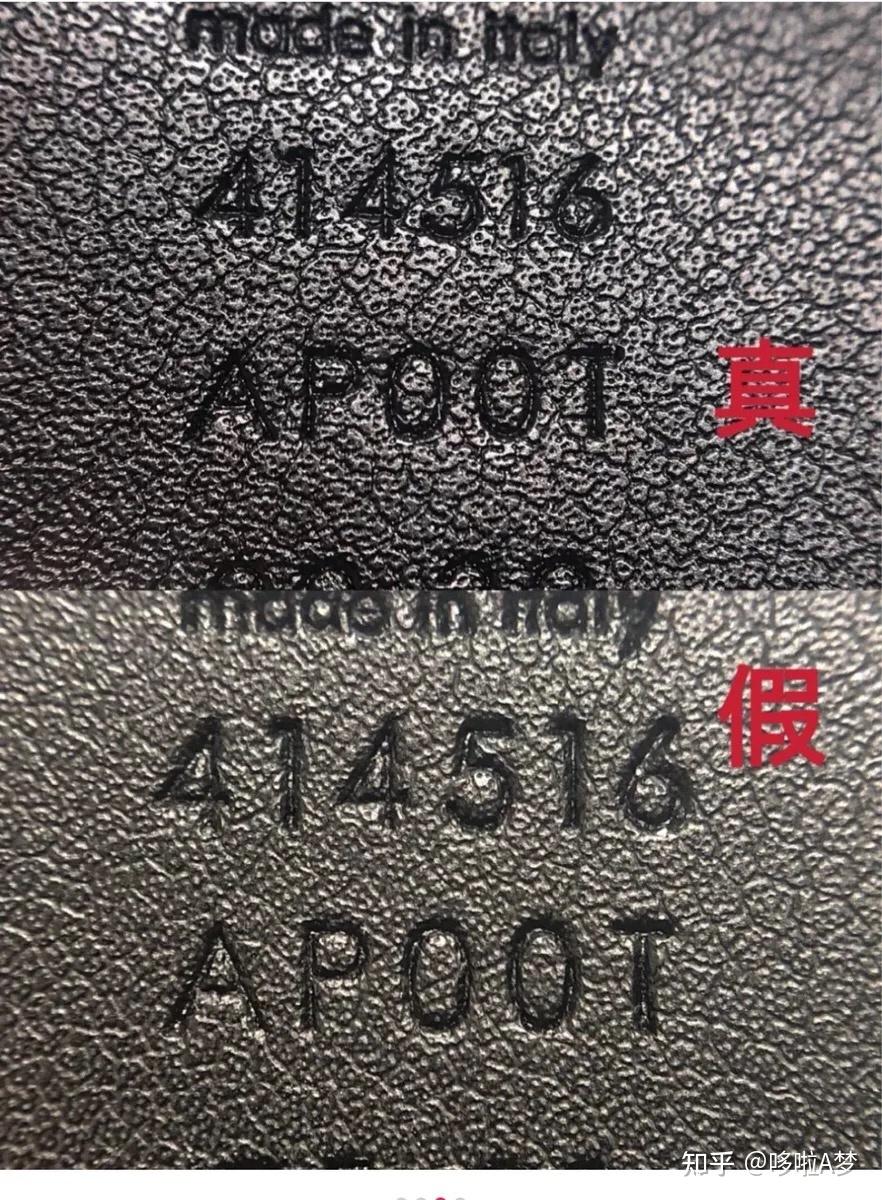 made in italy
414516
AP00T
真
made in italy
假
414516
AP00T
知乎 @哆啦A梦